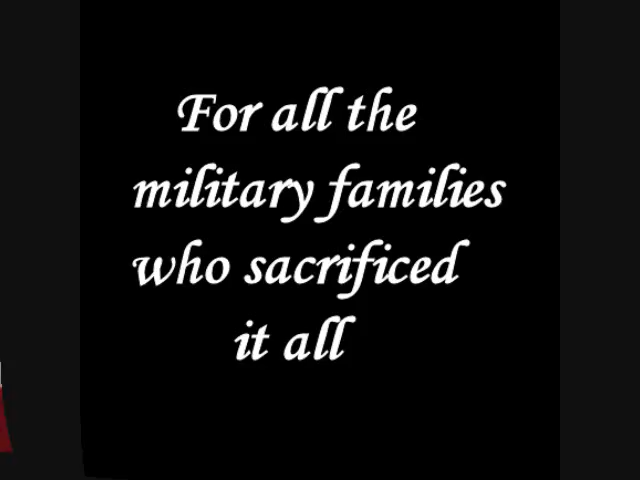 For all the
military families
who sacrificed
it all